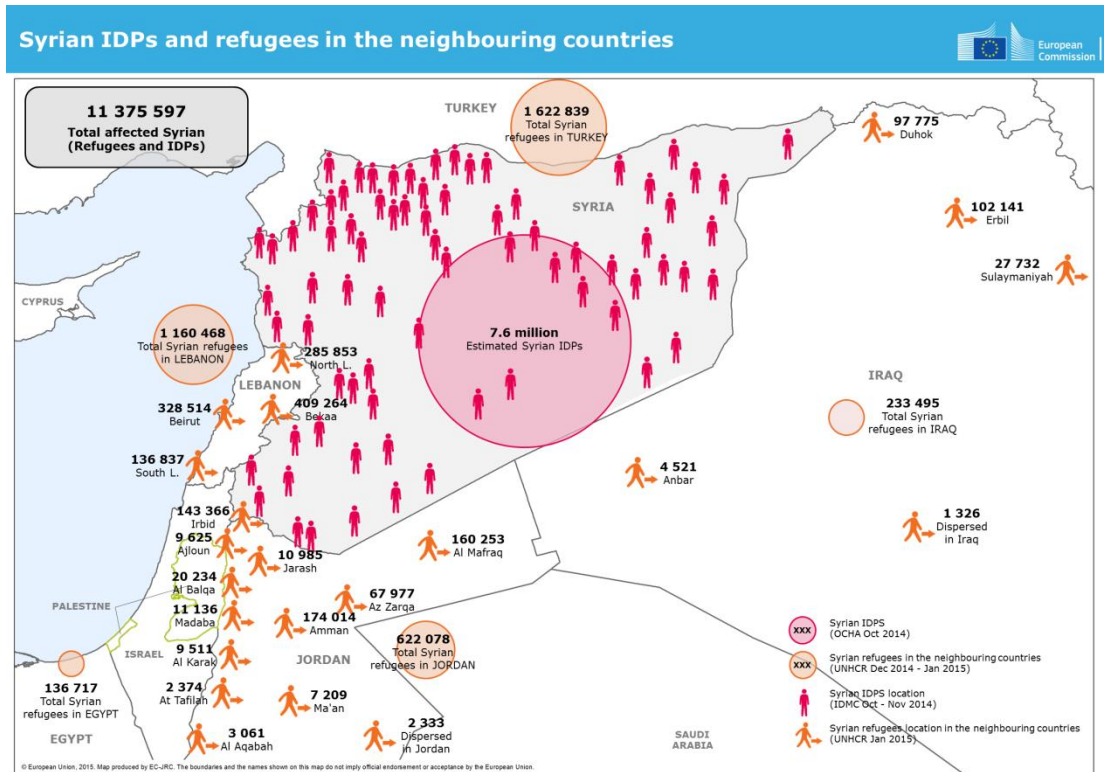 Syrian IDPs and refugees in the neighbouring countries
European
Commission
11 375 597
Total affected Syrian
(Refugees and IDPs)
TURKEY
1 622 839
Total Syrian
refugees in TURKEY
97 775
Duhok
SYRIA
102 141
Erbil
27 732
Sulaymaniyah
CYPRUS
1 160 468
Total Syrian refugees
in LEBANON
7.6 million
Estimated Syrian IDPs
285 853
North L.
LEBANON
409 264
Bekaa
328 514
Beirut
136 837
South L.
IRAQ
233 495
Total Syrian
refugees in IRAQ
4 521
Anbar
1 326
Dispersed
in Iraq
143 366
Irbid
9 625
Ajloun
10 985
Jarash
160 253
Al Mafraq
20 234
Al Balqa
PALESTINE
11 136
Madaba
67 977
Az Zarqa
174 014
Amman
ISRAEL
9 511
Al Karak
JORDAN
622 078
Total Syrian
refugees in JORDAN
136 717
Total Syrian
refugees in EGYPT
2 374
At Tafilah
7 209
Ma'an
EGYPT
3 061
Al Aqabah
2 333
Dispersed
in Jordan
SAUDI
ARABIA
xxx
Syrian IDPS
(OCHA Oct 2014)
xxx
Syrian refugees in the neighbouring countries
(UNHCR Dec 2014 - Jan 2015)
Syrian IDPS location
(IDMC Oct - Nov 2014)
Syrian refugees location in the neighbouring countries
(UNHCR Jan 2015)
© European Union, 2015. Map produced by EC-JRC. The boundaries and the names shown on this map do not imply official endorsement or acceptance by the European Union.